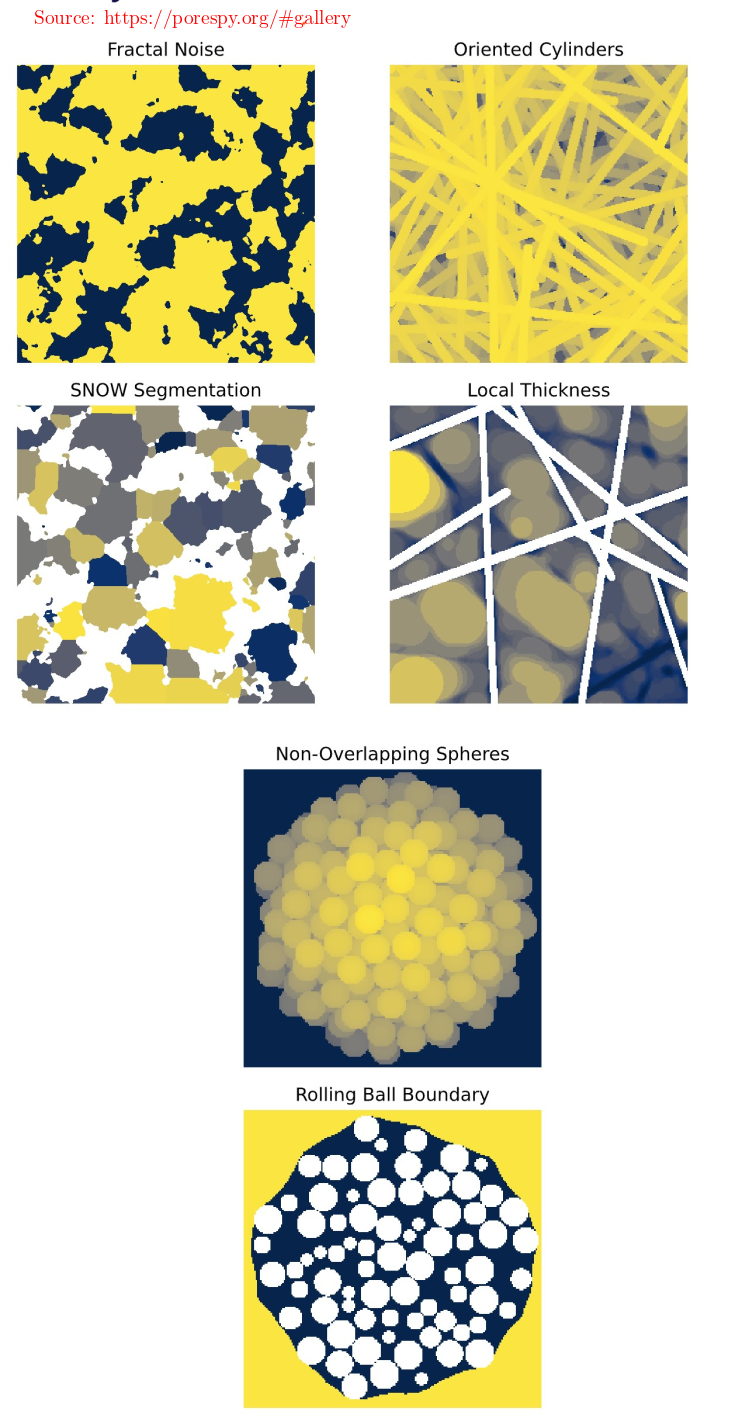 Source: https://porespy.org/#gallery
Fractal Noise
Oriented Cylinders
SNOW Segmentation
Local Thickness
Non-Overlapping Spheres
Rolling Ball Boundary